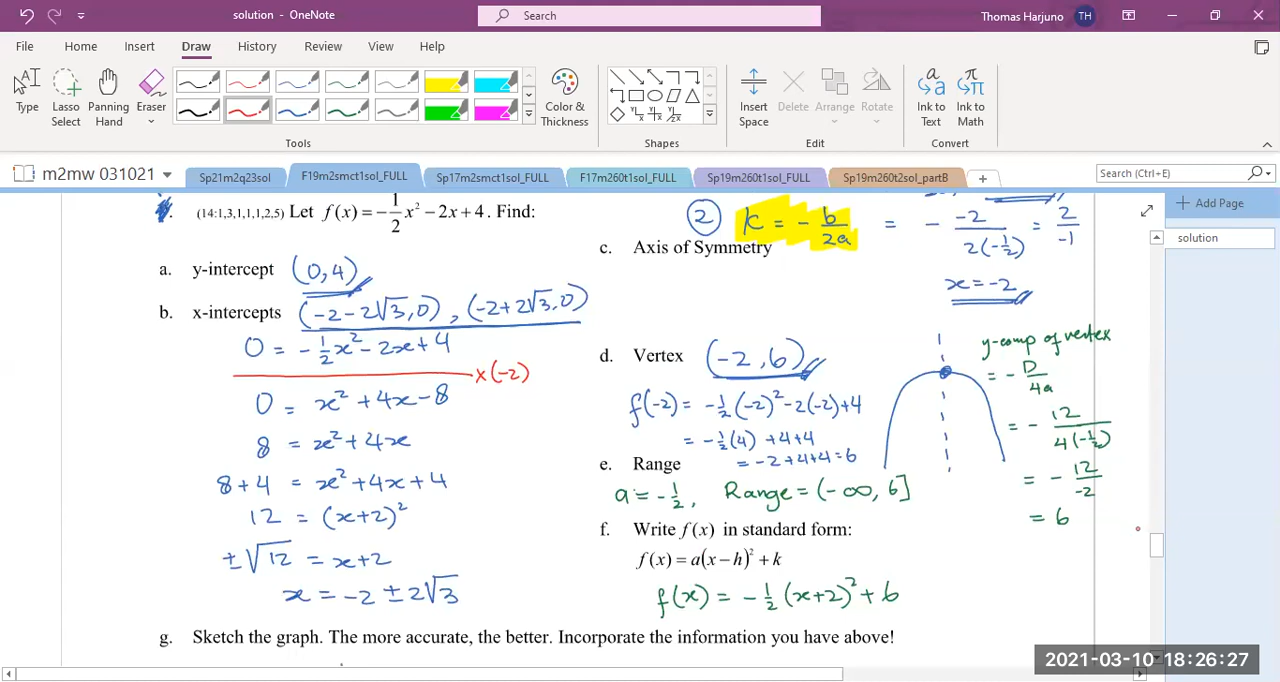 solution - OneNote
Search
Thomas Harjuno TH
File Home Insert Draw History Review View Help
Type
Lasso Select
Panning Hand
Eraser
Color & Thickness
Insert Space
Delete
Arrange
Rotate
Ink to Text
Ink to Math
Tools Shapes Edit Convert
m2mw 031021
Sp21m2q23sol F19m2smct1sol_FULL Sp17m2smct1sol_FULL F17m260t1sol_FULL Sp19m260t1sol_FULL Sp19m260t2sol_partB
Search (Ctrl+E)
Add Page
solution
(14:1,3,1,1,1,2,5) Let f(x) = -1/2 x² - 2x + 4. Find:
a. y-intercept (0,4)
b. x-intercepts (-2-2√3,0), (-2+2√3,0)
0 = -1/2 x² - 2x + 4
x(-2)
0 = x² + 4x - 8
8 = x² + 4x
8+4 = x² + 4x + 4
12 = (x+2)²
±√12 = x+2
x = -2 ± 2√3
② x = -b/2a = - -2/2(-1/2) = 2/-1
c. Axis of Symmetry
x = -2
d. Vertex (-2,6)
f(-2) = -1/2(-2)² - 2(-2) + 4
= -1/2(4) + 4 + 4
= -2+4+4 = 6
y-comp of vertex
= -D/4a
= - 12/4(-1/2)
= - 12/-2
= 6
e. Range
a = -1/2, Range = (-∞, 6]
f. Write f(x) in standard form:
f(x) = a(x-h)² + k
f(x) = -1/2 (x+2)² + 6
g. Sketch the graph. The more accurate, the better. Incorporate the information you have above!
2021-03-10 18:26:27